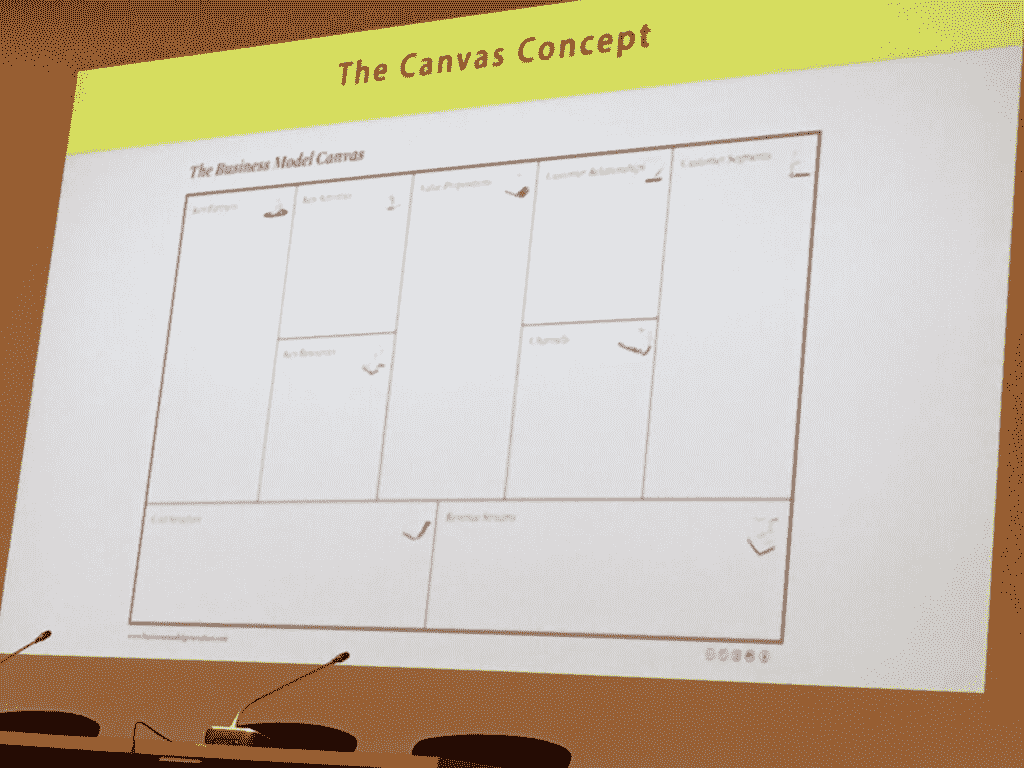 The Canvas Concept
The Business Model Canvas
Key Partners
Key Activities
Value Propositions
Customer Relationships
Customer Segments
Key Resources
Channels
Cost Structure
Revenue Streams
www.businessmodelgeneration.com